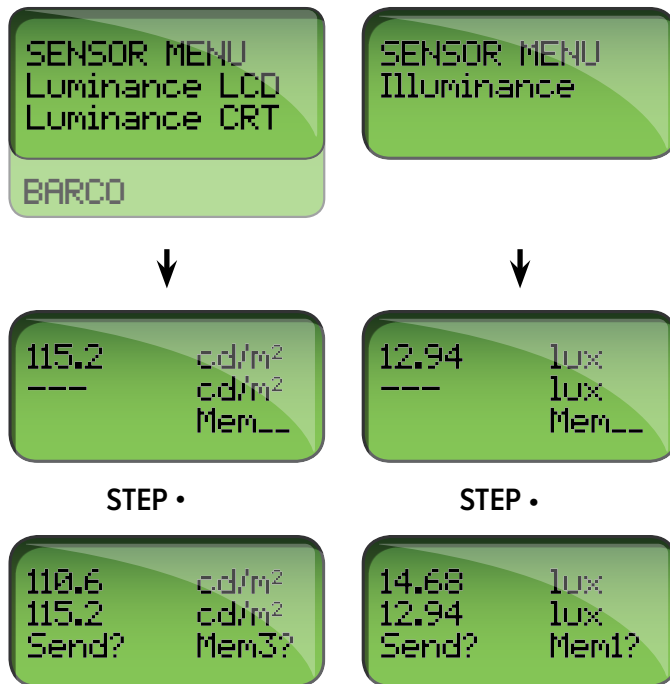 SENSOR MENU
Luminance LCD
Luminance CRT
BARCO
SENSOR MENU
Illuminance
115.2 cd/m²
--- cd/m²
Mem__
12.94 lux
--- lux
Mem__
STEP •
STEP •
110.6 cd/m²
115.2 cd/m²
Send? Mem3?
14.68 lux
12.94 lux
Send? Mem1?